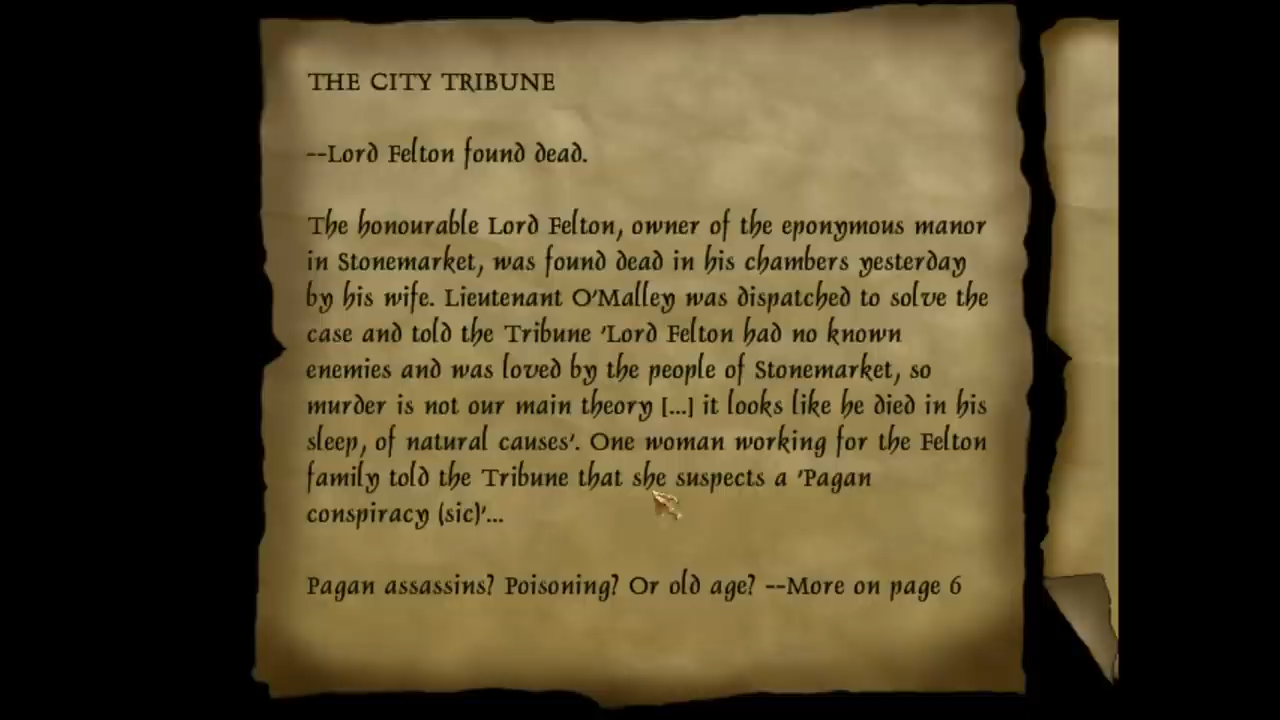 THE CITY TRIBUNE
--Lord Felton found dead.
The honourable Lord Felton, owner of the eponymous manor
in Stonemarket, was found dead in his chambers yesterday
by his wife. Lieutenant O'Malley was dispatched to solve the
case and told the Tribune 'Lord Felton had no known
enemies and was loved by the people of Stonemarket, so
murder is not our main theory [...] it looks like he died in his
sleep, of natural causes'. One woman working for the Felton
family told the Tribune that she suspects a 'Pagan
conspiracy (sic)'...
Pagan assassins? Poisoning? Or old age? --More on page 6